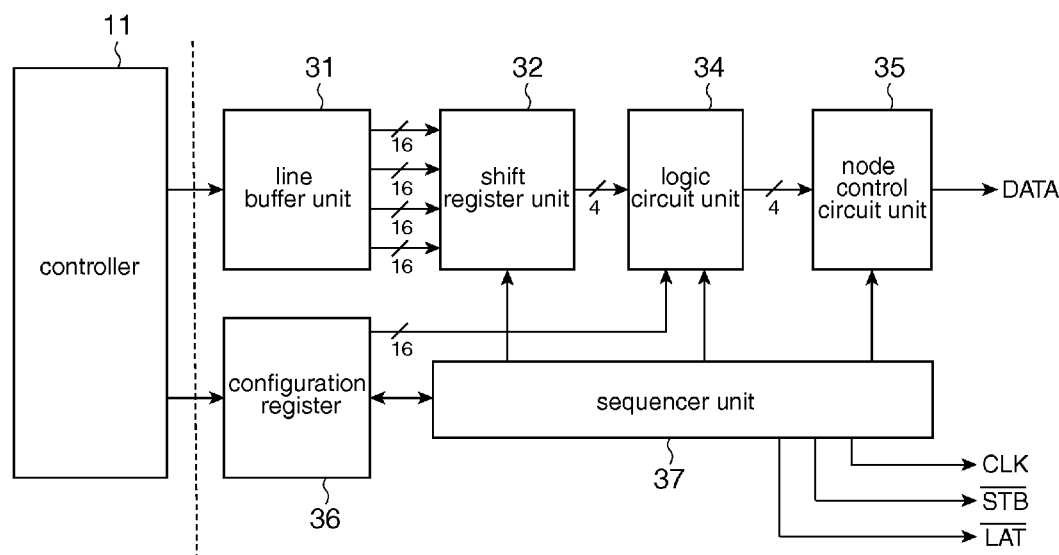 11
31
32
34
35
controller
line
buffer unit
16
16
16
16
shift
register unit
4
logic
circuit unit
4
node
control
circuit unit
DATA
configuration
register
16
sequencer unit
36
37
CLK
STB
LAT